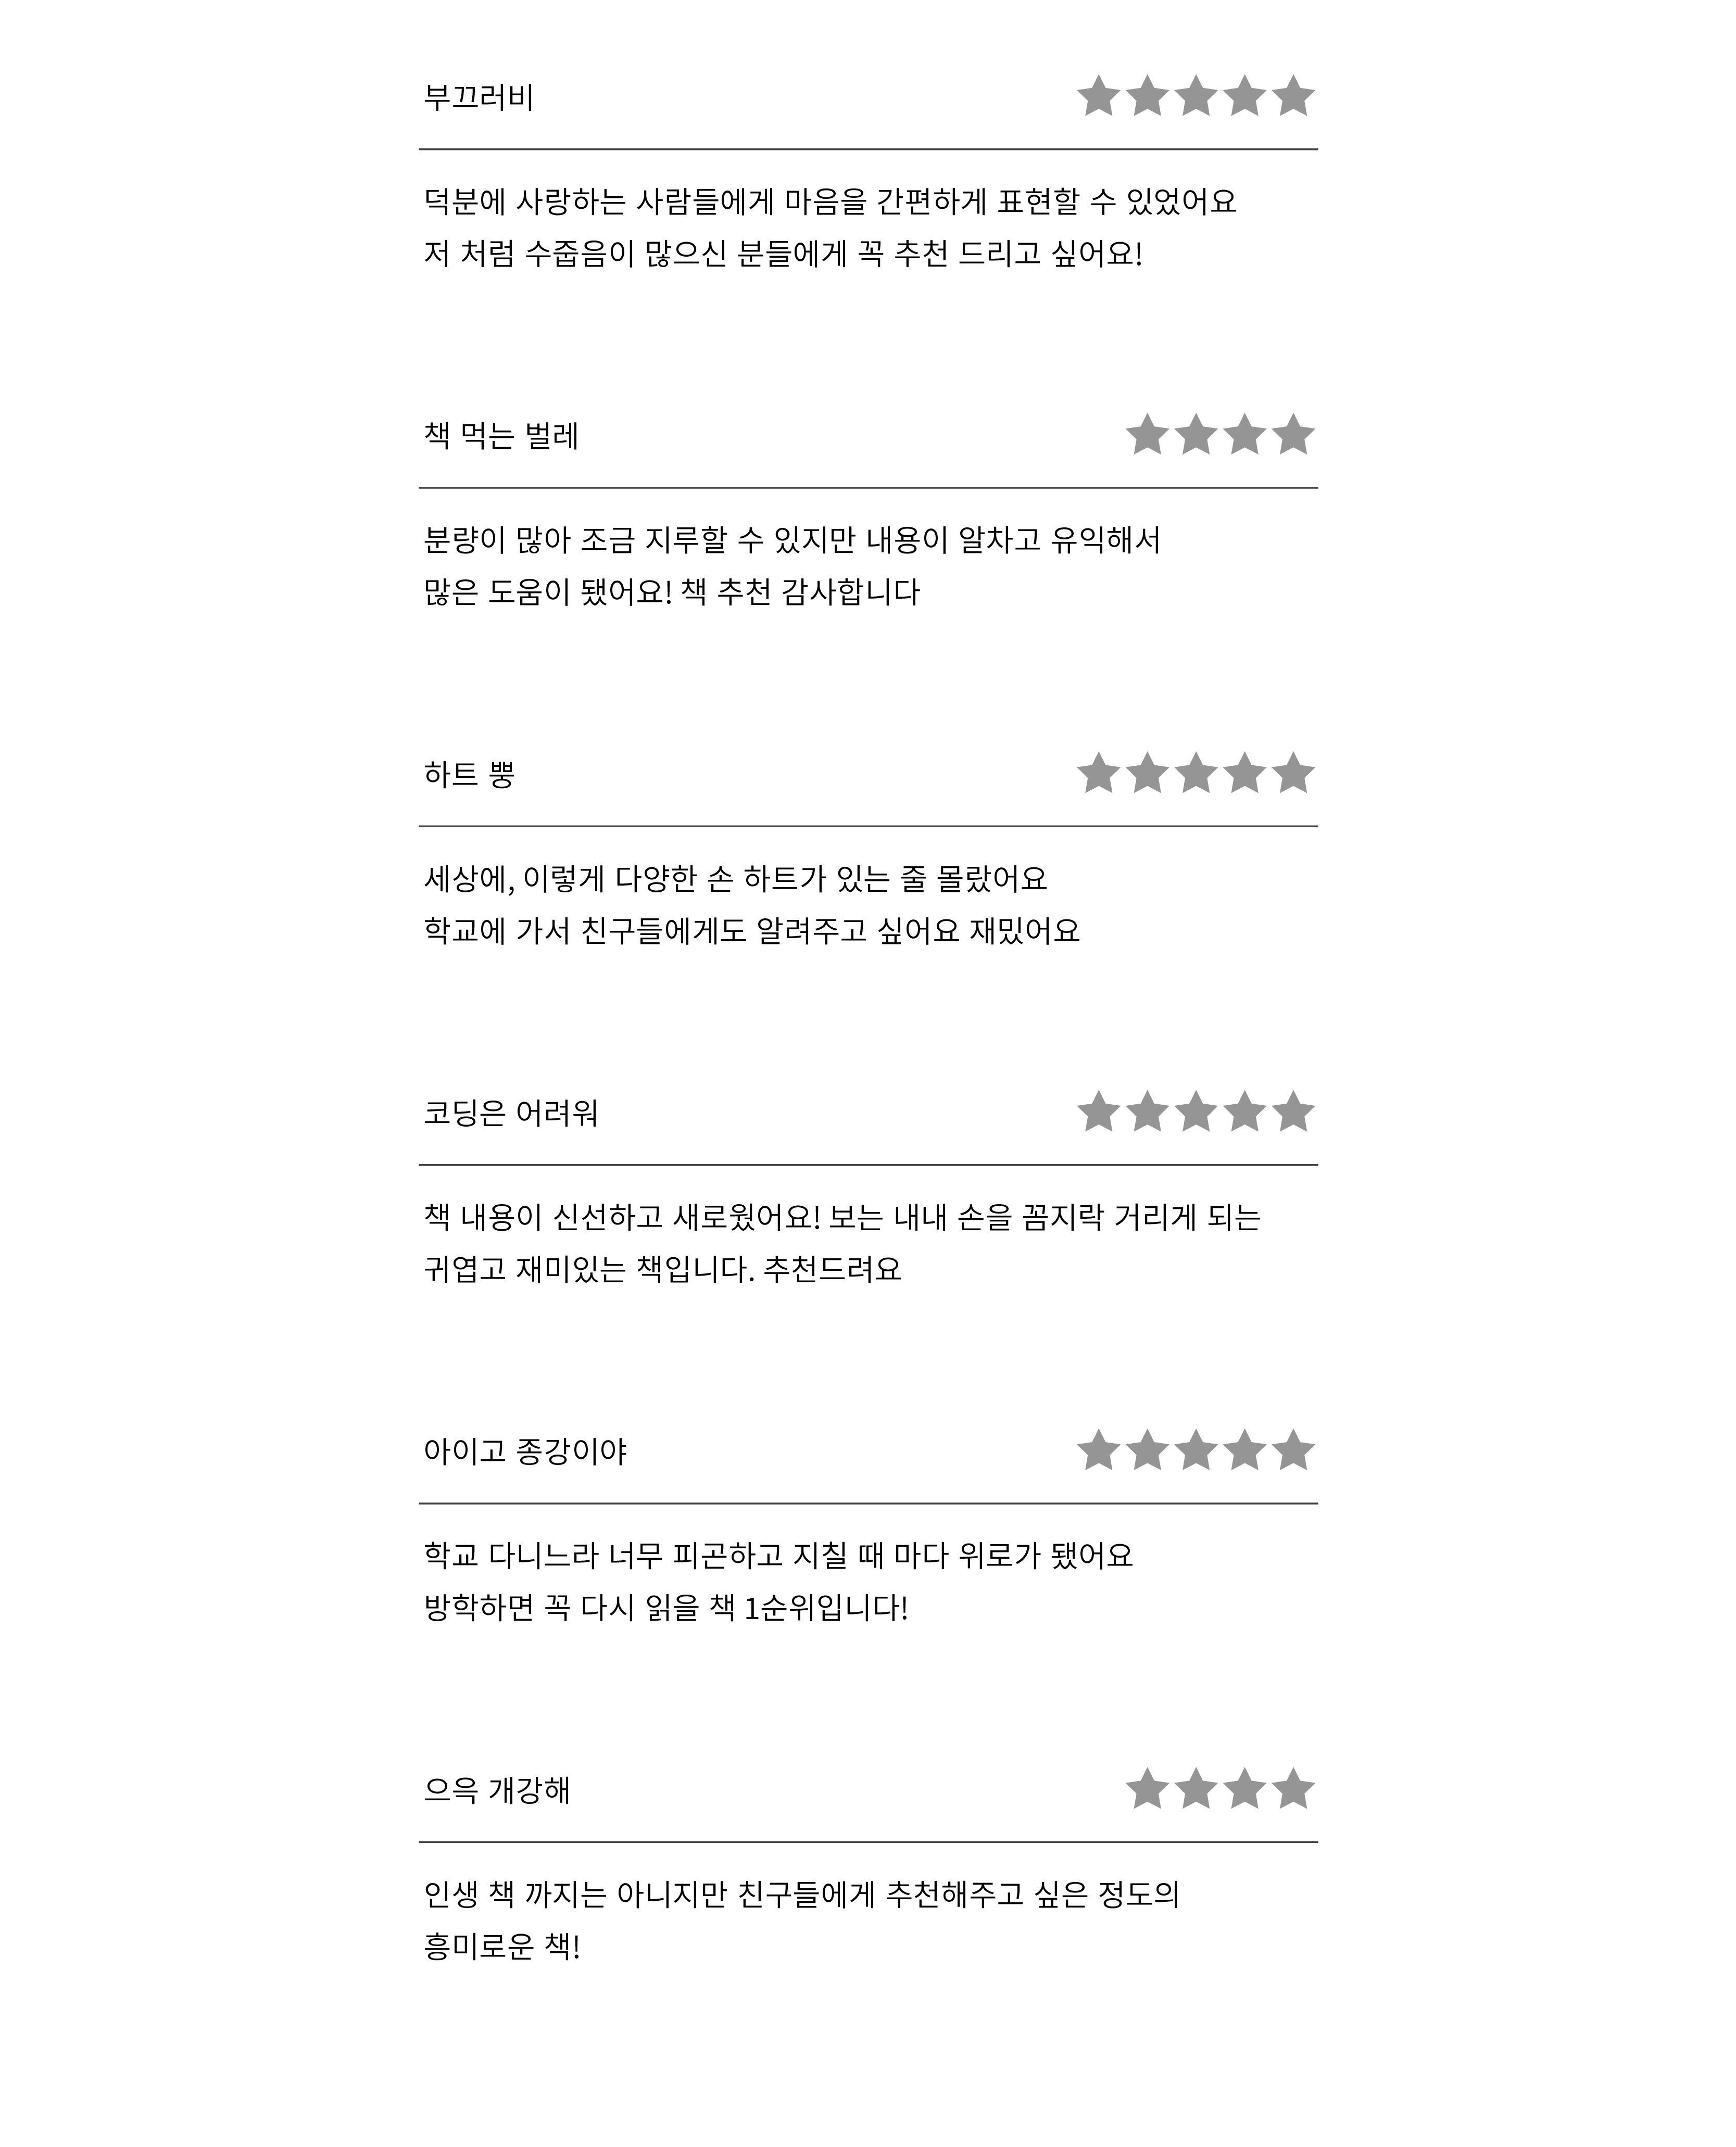 부끄러비
덕분에 사랑하는 사람들에게 마음을 간편하게 표현할 수 있었어요
저 처럼 수줍음이 많으신 분들에게 꼭 추천 드리고 싶어요!
책 먹는 벌레
분량이 많아 조금 지루할 수 있지만 내용이 알차고 유익해서
많은 도움이 됐어요! 책 추천 감사합니다
하트 뿅
세상에, 이렇게 다양한 손 하트가 있는 줄 몰랐어요
학교에 가서 친구들에게도 알려주고 싶어요 재밌어요
코딩은 어려워
책 내용이 신선하고 새로웠어요! 보는 내내 손을 꼼지락 거리게 되는
귀엽고 재미있는 책입니다. 추천드려요
아이고 종강이야
학교 다니느라 너무 피곤하고 지칠 때 마다 위로가 됐어요
방학하면 꼭 다시 읽을 책 1순위입니다!
으윽 개강해
인생 책 까지는 아니지만 친구들에게 추천해주고 싶은 정도의
흥미로운 책!